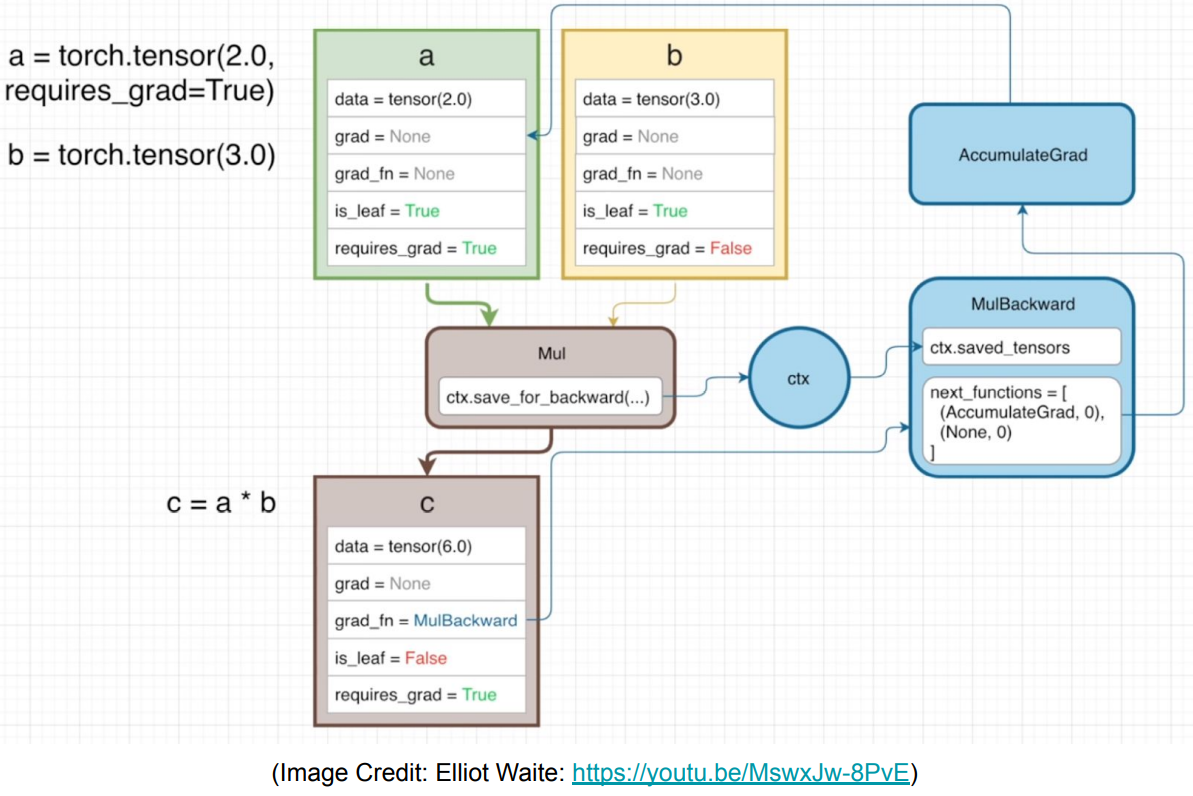 a = torch.tensor(2.0,
requires_grad=True)
b = torch.tensor(3.0)
a
data = tensor(2.0)
grad = None
grad_fn = None
is_leaf = True
requires_grad = True
b
data = tensor(3.0)
grad = None
grad_fn = None
is_leaf = True
requires_grad = False
AccumulateGrad
Mul
ctx.save_for_backward(...)
ctx
MulBackward
ctx.saved_tensors
next_functions = [
(AccumulateGrad, 0),
(None, 0)
]
c = a * b
c
data = tensor(6.0)
grad = None
grad_fn = MulBackward
is_leaf = False
requires_grad = True
(Image Credit: Elliot Waite: https://youtu.be/MswxJw-8PvE)